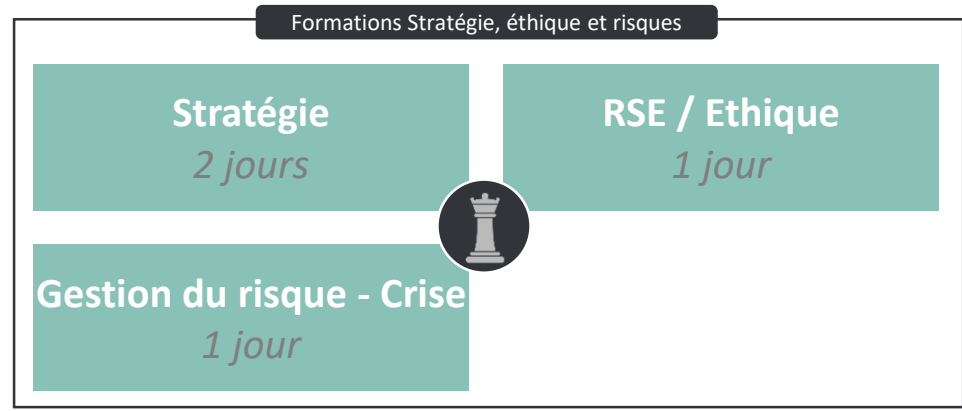 Formations Stratégie, éthique et risques
Stratégie
2 jours
RSE / Ethique
1 jour
Gestion du risque - Crise
1 jour